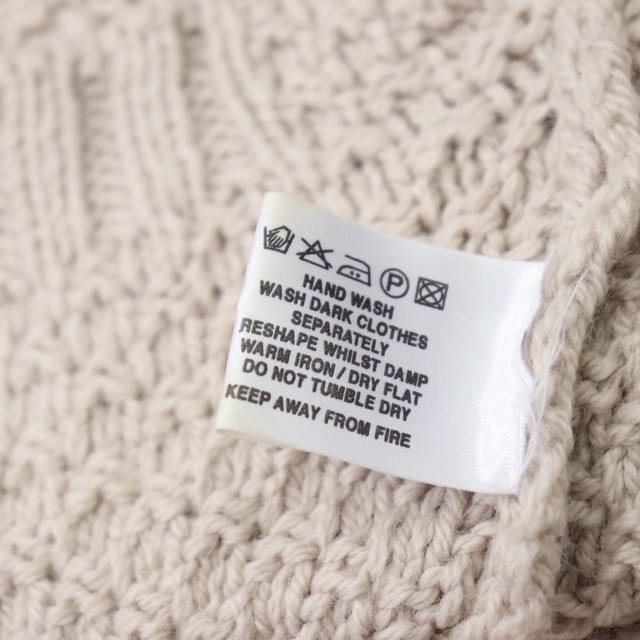 P
HAND WASH
WASH DARK CLOTHES
SEPARATELY
RESHAPE WHILST DAMP
WARM IRON / DRY FLAT
DO NOT TUMBLE DRY
KEEP AWAY FROM FIRE